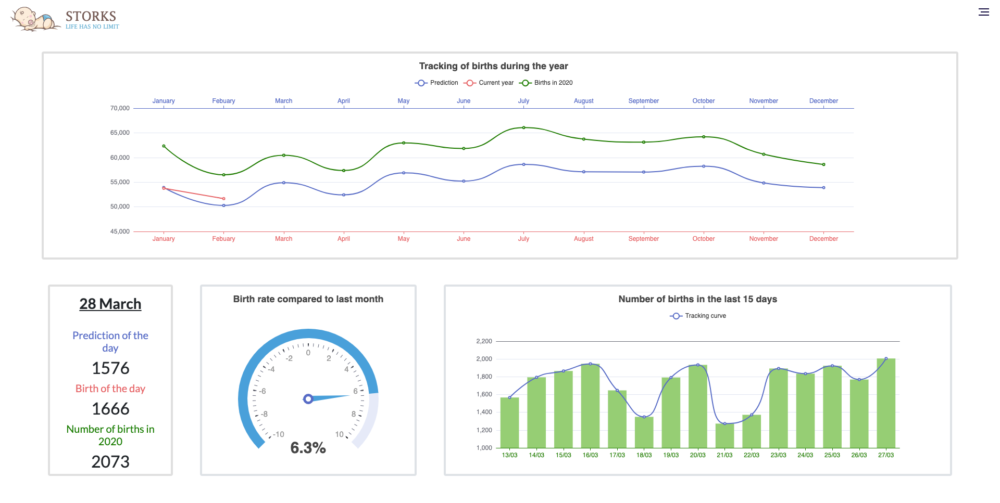 STORKS
LIFE HAS NO LIMIT
Tracking of births during the year
Prediction Current year Births in 2020
January Febuary March April May June July August September October November December
70,000
65,000
60,000
55,000
50,000
45,000
January Febuary March April May June July August September October November December
28 March
Prediction of the
day
1576
Birth of the day
1666
Number of births in
2020
2073
Birth rate compared to last month
0
-2 2
-4 4
-6 6
-8 8
-10 10
6.3%
Number of births in the last 15 days
Tracking curve
2,200
2,000
1,800
1,600
1,400
1,200
1,000
13/03 14/03 15/03 16/03 17/03 18/03 19/03 20/03 21/03 22/03 23/03 24/03 25/03 26/03 27/03